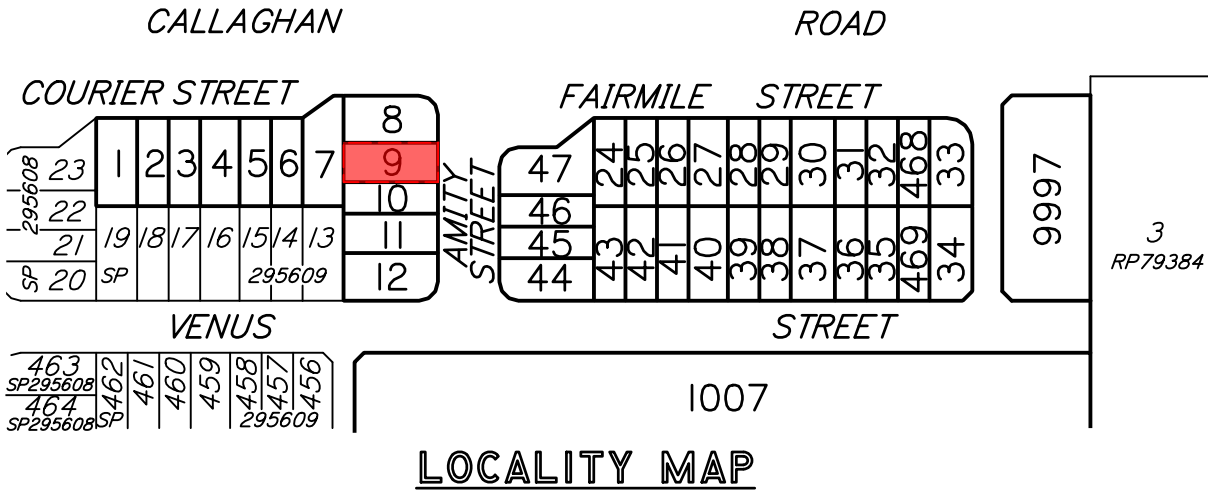 CALLAGHAN ROAD
COURIER STREET
FAIRMILE STREET
8
23 1 2 3 4 5 6 7 9
295608
22
10
21
19 18 17 16 15 14 13
11
SP 20
SP
295609
12
AMITY
STREET
47
46
45
44
24 25 26 27 28 29 30 31 32 468 33
43 42 41 40 39 38 37 36 35 469 34
9997
3
RP79384
VENUS STREET
463
SP295608
464
SP295608
462 461 460 459 458 457 456
SP
295609
1007
LOCALITY MAP